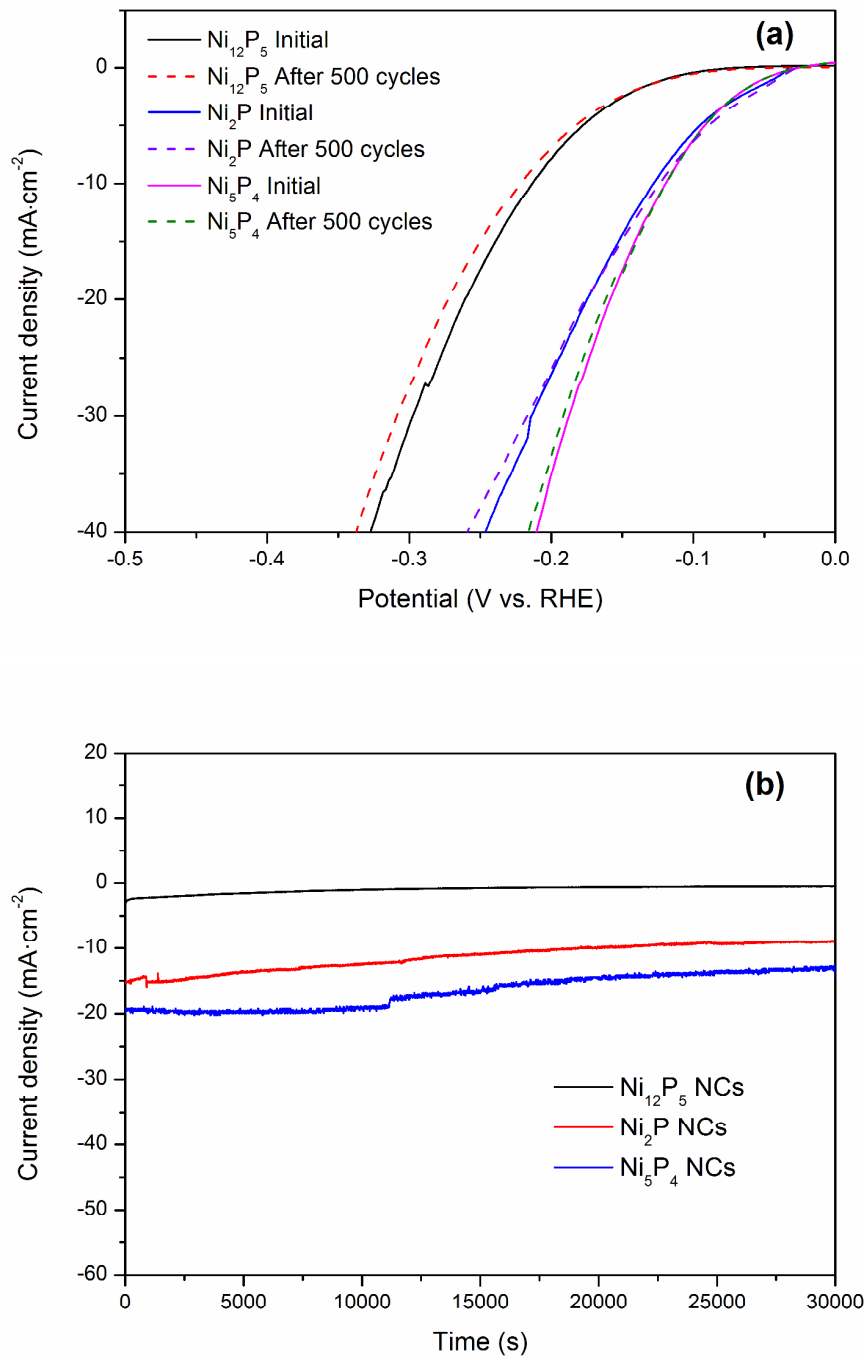 (a)
Ni₁₂P₅ Initial
Ni₁₂P₅ After 500 cycles
Ni₂P Initial
Ni₂P After 500 cycles
Ni₅P₄ Initial
Ni₅P₄ After 500 cycles
0
-10
-20
-30
-40
Current density (mA·cm⁻²)
-0.5
-0.4
-0.3
-0.2
-0.1
0.0
Potential (V vs. RHE)
(b)
20
10
0
-10
-20
-30
-40
-50
-60
Current density (mA·cm⁻²)
Ni₁₂P₅ NCs
Ni₂P NCs
Ni₅P₄ NCs
0
5000
10000
15000
20000
25000
30000
Time (s)